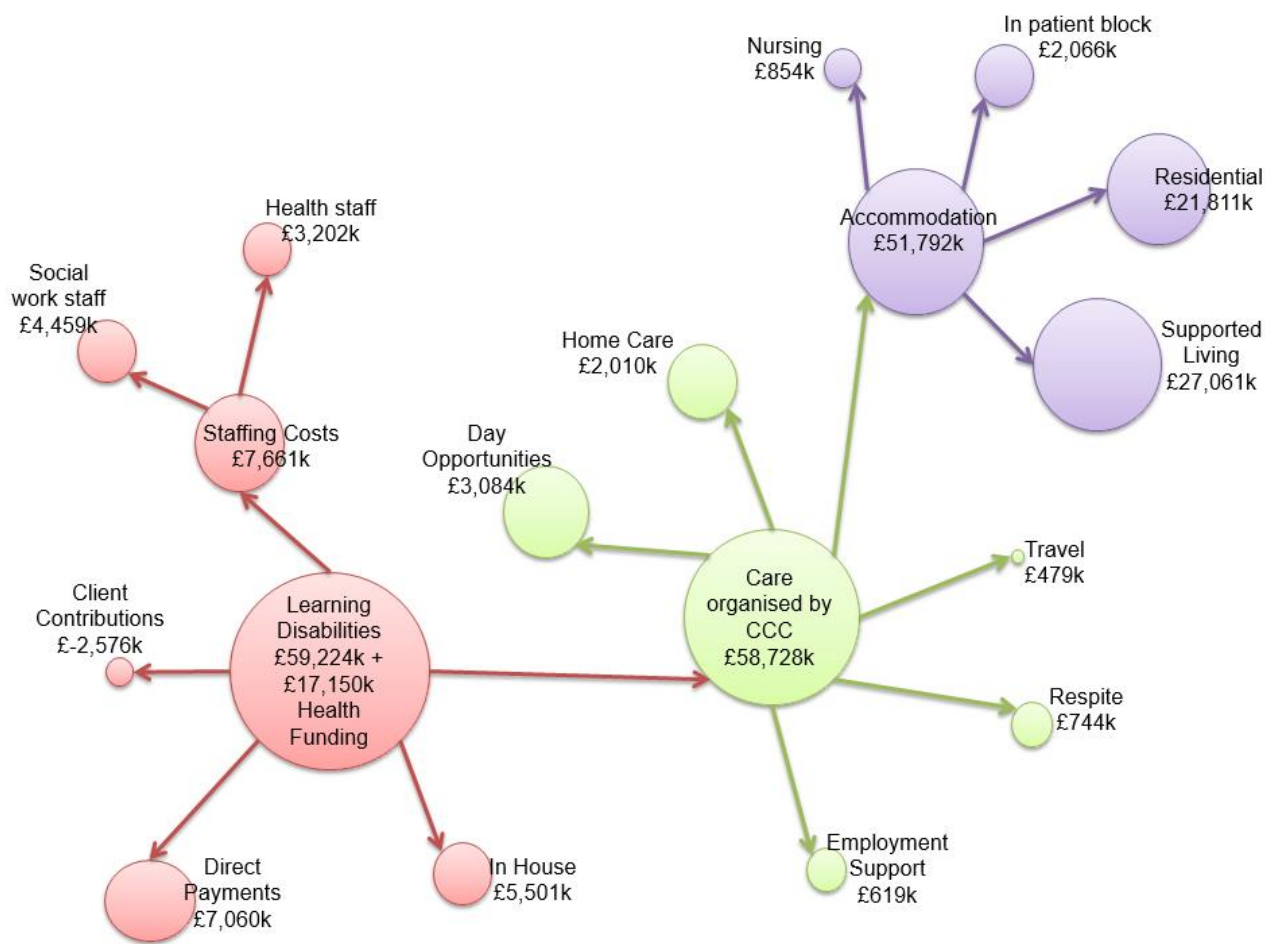 In patient block
£2,066k
Nursing
£854k
Residential
£21,811k
Accommodation
£51,792k
Supported
Living
£27,061k
Health staff
£3,202k
Social
work staff
£4,459k
Home Care
£2,010k
Staffing Costs
£7,661k
Day
Opportunities
£3,084k
Travel
£479k
Care
organised by
CCC
£58,728k
Client
Contributions
£-2,576k
Learning
Disabilities
£59,224k +
£17,150k
Health
Funding
Respite
£744k
Employment
Support
£619k
Direct
Payments
£7,060k
In House
£5,501k